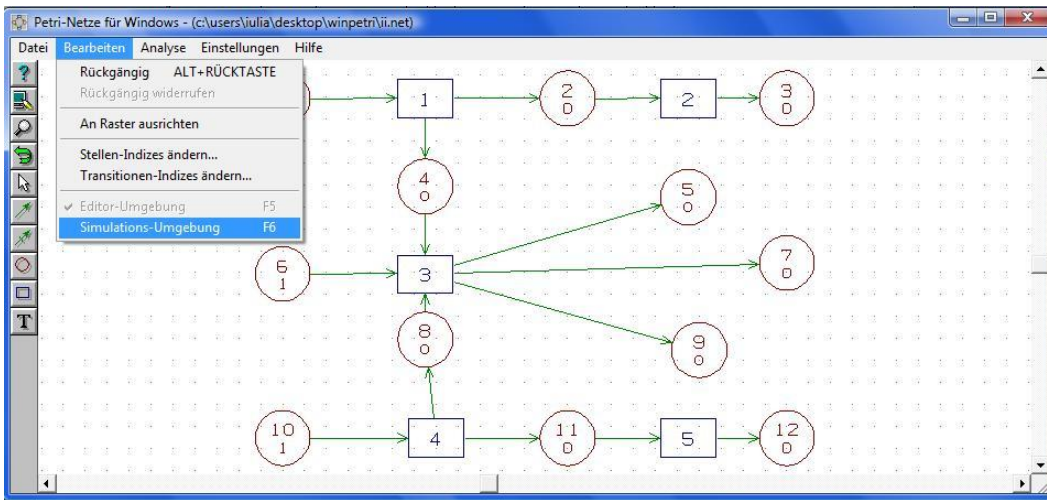 Petri-Netze für Windows - (c:\users\iulia\desktop\winpetri\ii.net)
Datei Bearbeiten Analyse Einstellungen Hilfe
Rückgängig ALT+RÜCKTASTE
Rückgängig widerrufen
An Raster ausrichten
Stellen-Indizes ändern...
Transitionen-Indizes ändern...
Editor-Umgebung F5
Simulations-Umgebung F6
?
T
1
2
0
2
3
0
4
0
5
0
6
1
3
7
0
8
0
9
0
10
1
4
11
0
5
12
0